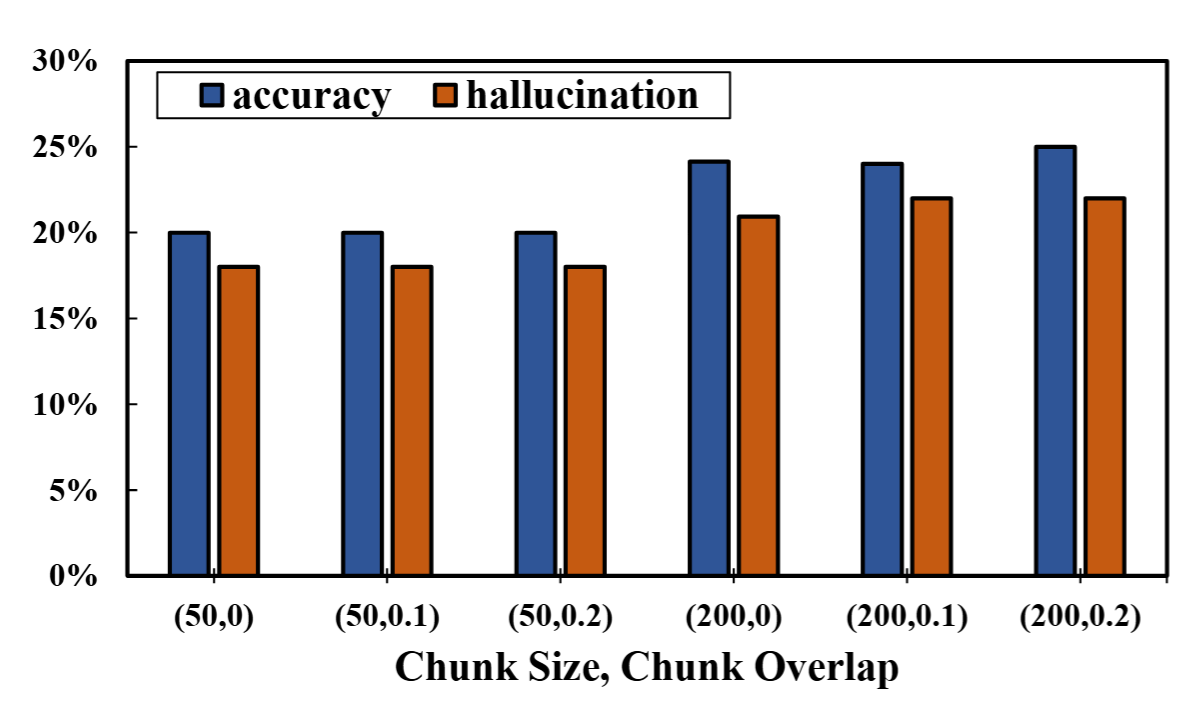 30%
accuracy hallucination
25%
20%
15%
10%
5%
0%
(50,0) (50,0.1) (50,0.2) (200,0) (200,0.1) (200,0.2)
Chunk Size, Chunk Overlap